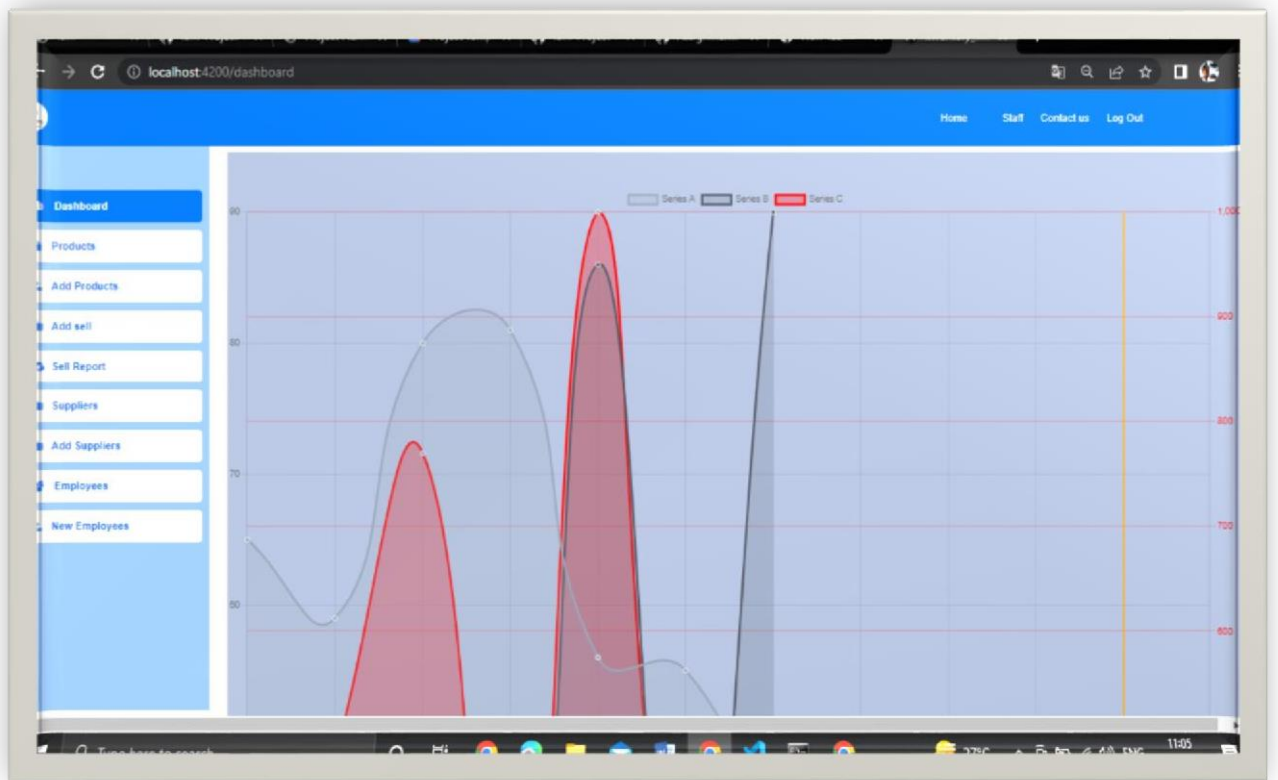 localhost:4200/dashboard
Home Staff Contact us Log Out
Dashboard
Products
Add Products
Add sell
Sell Report
Suppliers
Add Suppliers
Employees
New Employees
Series A Series B Series C
90
80
70
60
1,000
900
800
700
600
Type here to search
27°C ENG 11:05